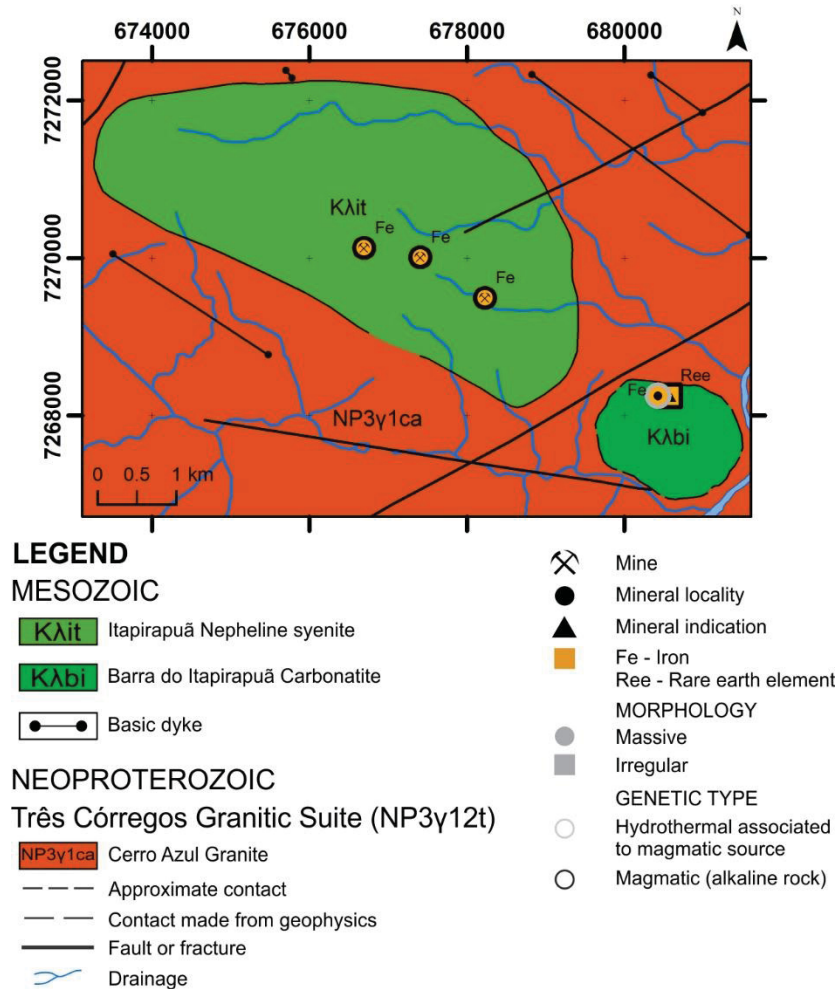 N
674000 676000 678000 680000
7272000
7270000
7268000
Kλit
Fe
Fe
Fe
Fe
Ree
Kλbi
NP3γ1ca
0 0.5 1 km
LEGEND
MESOZOIC
Kλit Itapirapuã Nepheline syenite
Kλbi Barra do Itapirapuã Carbonatite
Basic dyke
NEOPROTEROZOIC
Três Córregos Granitic Suite (NP3γ12t)
NP3γ1ca Cerro Azul Granite
Approximate contact
Contact made from geophysics
Fault or fracture
Drainage
Mine
Mineral locality
Mineral indication
Fe - Iron
Ree - Rare earth element
MORPHOLOGY
Massive
Irregular
GENETIC TYPE
Hydrothermal associated
to magmatic source
Magmatic (alkaline rock)